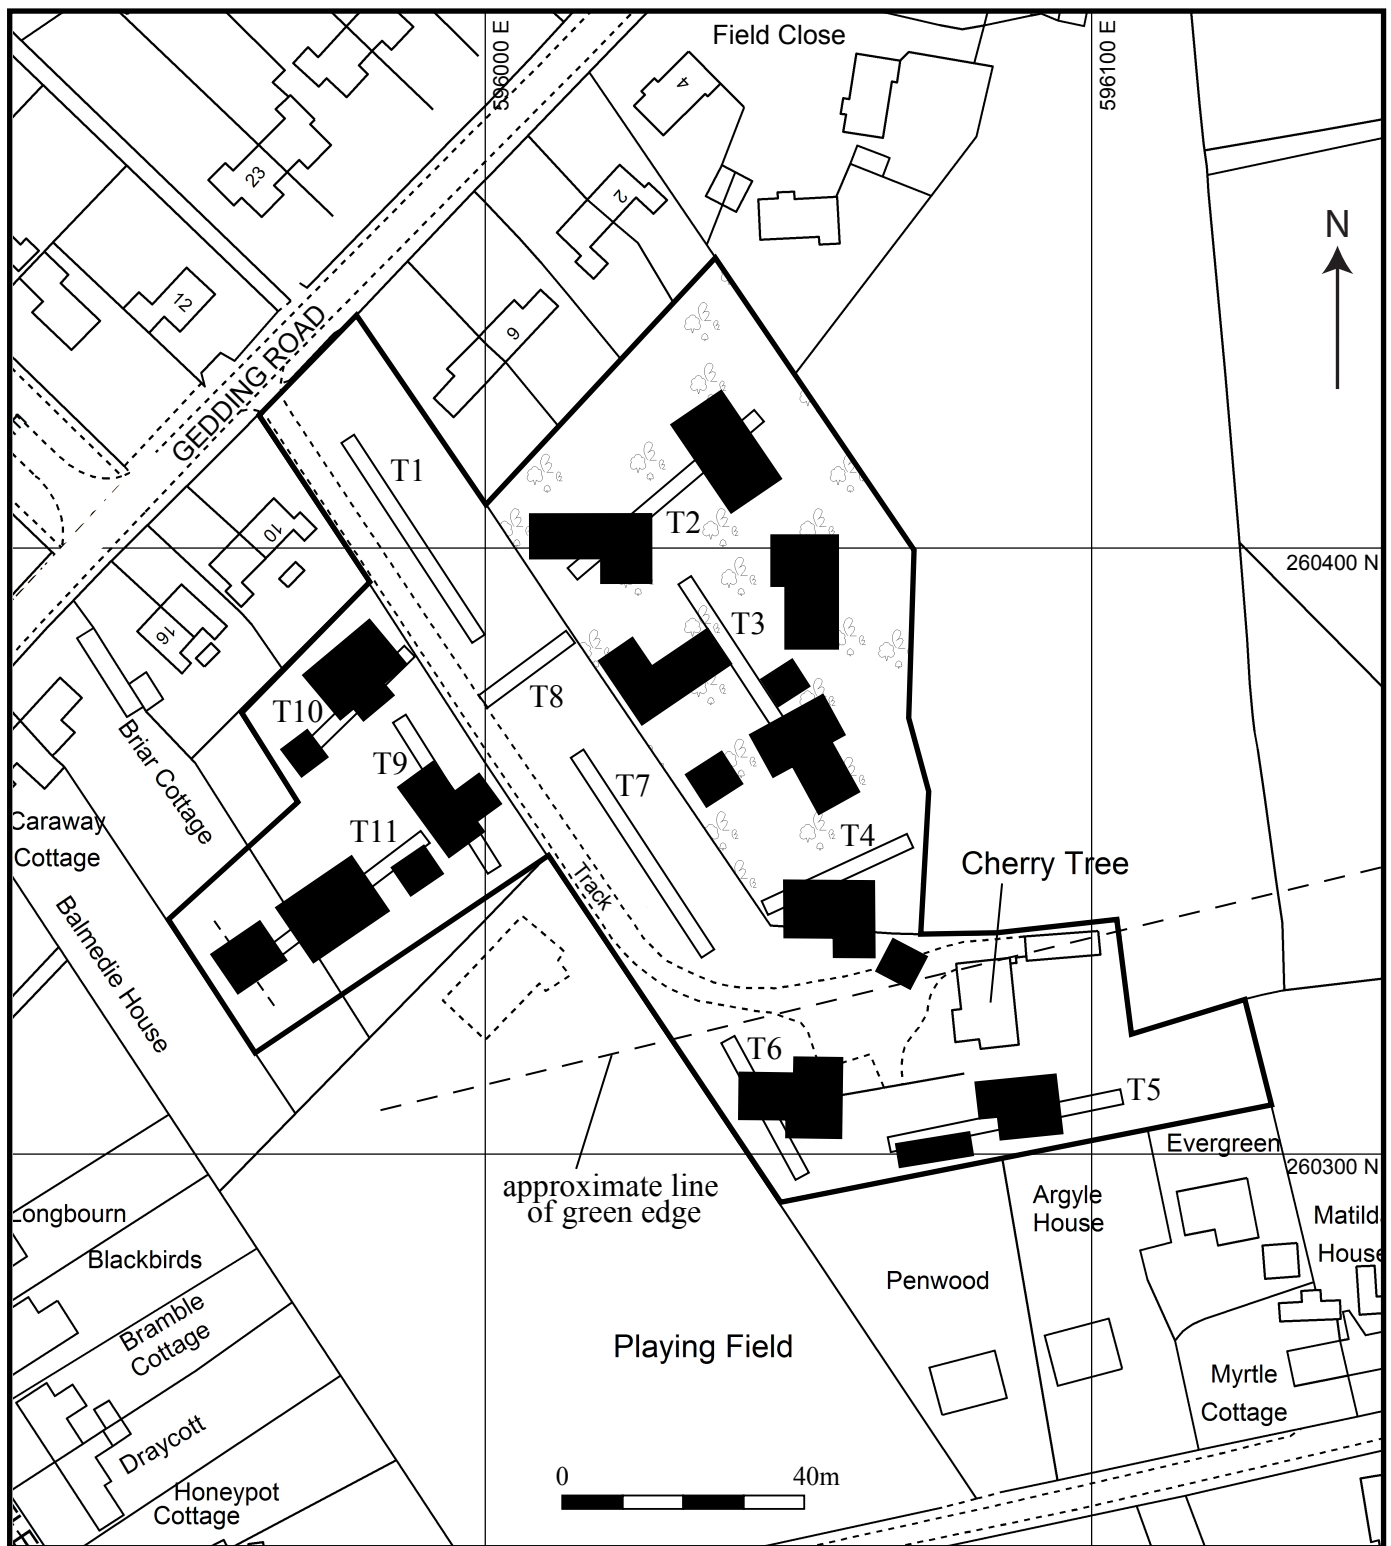 Field Close
596000 E
596100 E
4
2
23
N
12
6
GEDDING ROAD
T1
10
T2
260400 N
16
T3
T8
T10
Briar Cottage
T9
T7
T11
Caraway
Cottage
T4
Cherry Tree
Track
Balmedie House
T6
T5
Evergreen
260300 N
approximate line
of green edge
Argyle
House
Longbourn
Matild
House
Blackbirds
Penwood
Bramble
Cottage
Playing Field
Myrtle
Cottage
Draycott
0
40m
Honeypot
Cottage